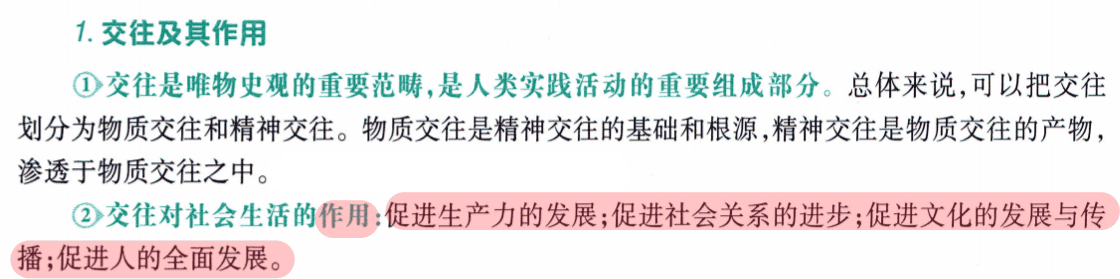 1. 交往及其作用
①交往是唯物史观的重要范畴,是人类实践活动的重要组成部分。总体来说,可以把交往
划分为物质交往和精神交往。物质交往是精神交往的基础和根源,精神交往是物质交往的产物,
渗透于物质交往之中。
②交往对社会生活的作用:促进生产力的发展;促进社会关系的进步;促进文化的发展与传
播;促进人的全面发展。